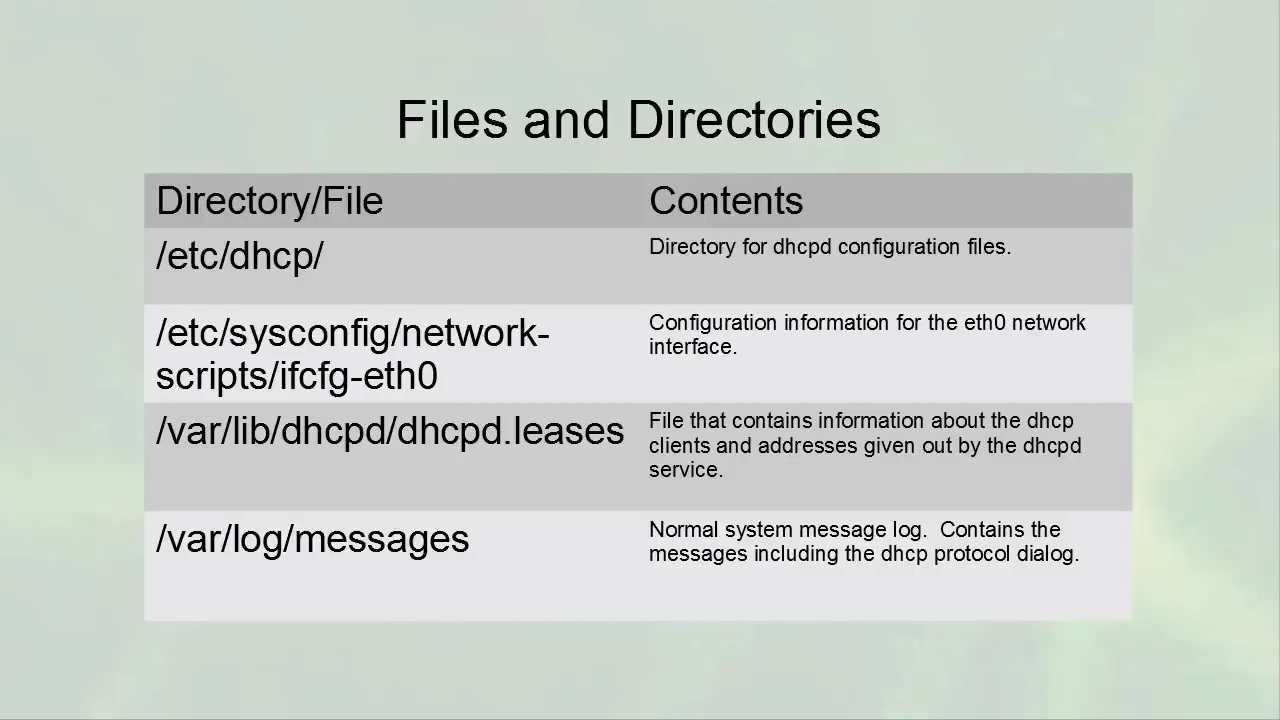 Files and Directories
Directory/File
Contents
/etc/dhcp/
Directory for dhcpd configuration files.
/etc/sysconfig/network-
scripts/ifcfg-eth0
Configuration information for the eth0 network
interface.
/var/lib/dhcpd/dhcpd.leases
File that contains information about the dhcp
clients and addresses given out by the dhcpd
service.
/var/log/messages
Normal system message log.  Contains the
messages including the dhcp protocol dialog.